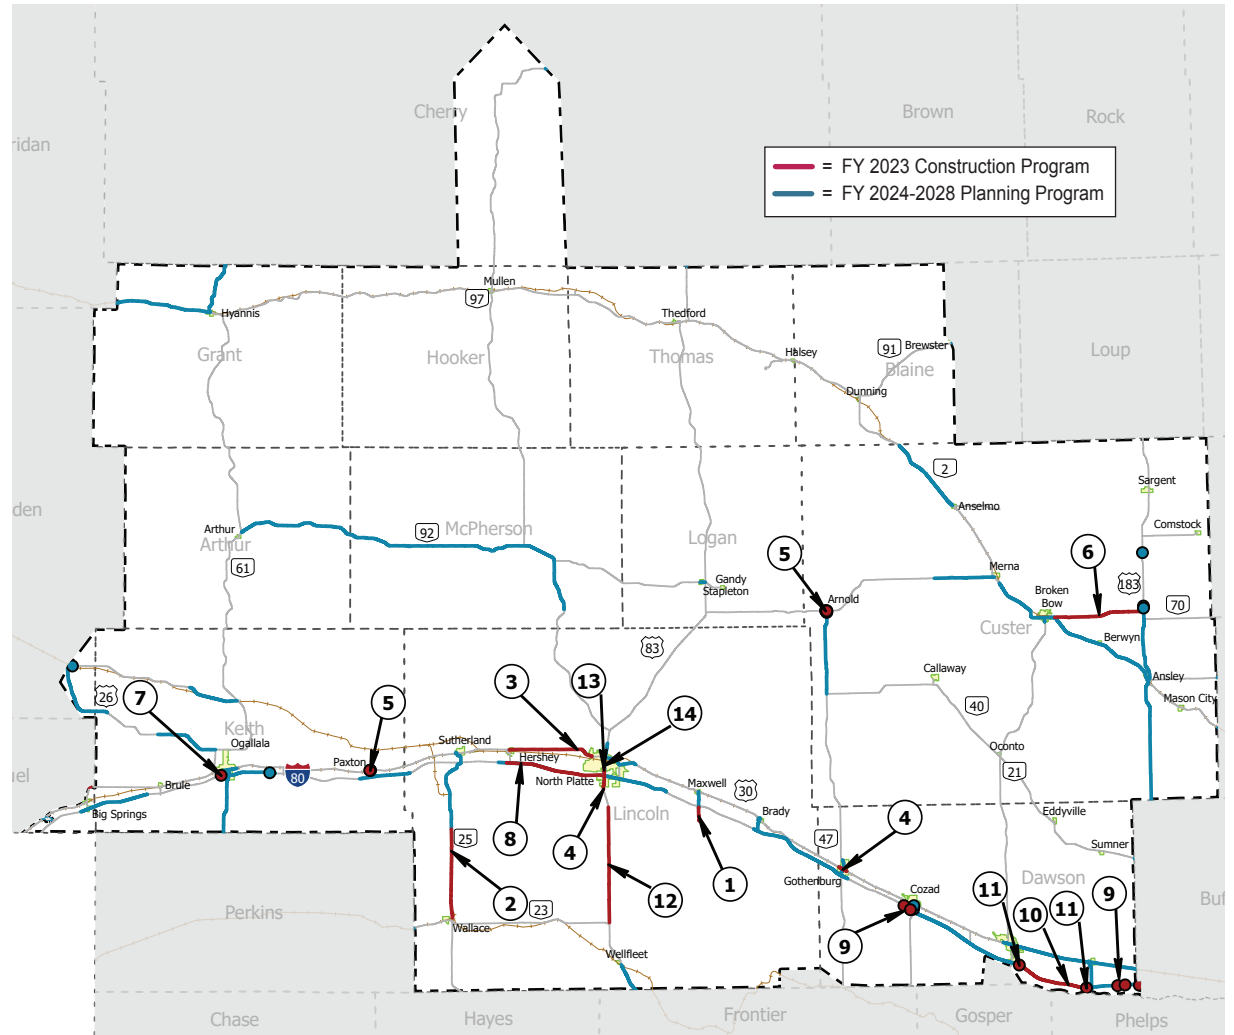 Cherry
Brown
Rock
ridan
= FY 2023 Construction Program
= FY 2024-2028 Planning Program
Mullen
97
Hyannis
Thedford
Grant
Hooker
Thomas
Halsey
91
Brewster
Blaine
Loup
Dunning
2
Sargent
den
Anselmo
Comstock
Arthur
Arthur
92
McPherson
Logan
61
5
6
Gandy
Stapleton
Merna
183
Arnold
Broken
Bow
70
Custer
Berwyn
83
Callaway
Ansley
Mason City
26
7
5
3
13
14
40
Keith
Ogallala
Sutherland
Oconto
Paxton
Hershey
80
21
Brule
North Platte
Maxwell
30
Big Springs
Lincoln
Brady
Eddyville
25
8
4
1
47
4
Sumner
Gothenburg
Dawson
2
12
11
10
11
9
Cozad
Perkins
23
Buf
Wallace
9
Wellfleet
uel
Chase
Hayes
Frontier
Gosper
Phelps